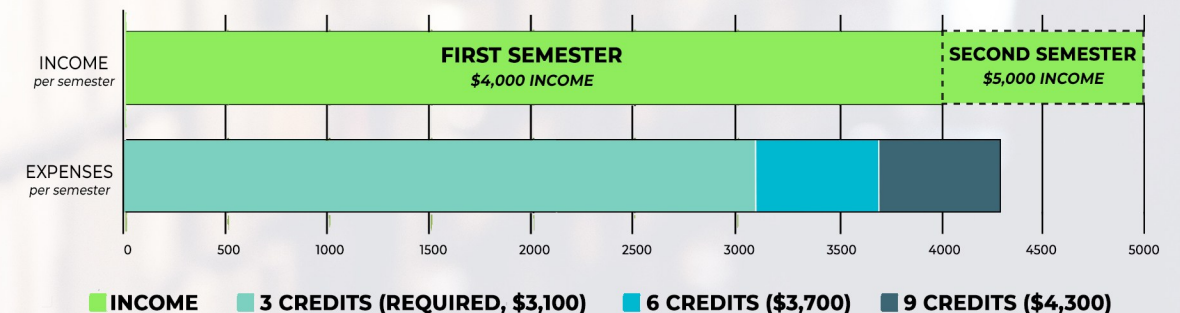 INCOME
per semester
FIRST SEMESTER
$4,000 INCOME
SECOND SEMESTER
$5,000 INCOME
EXPENSES
per semester
0 500 1000 1500 2000 2500 3000 3500 4000 4500 5000
INCOME 3 CREDITS (REQUIRED, $3,100) 6 CREDITS ($3,700) 9 CREDITS ($4,300)